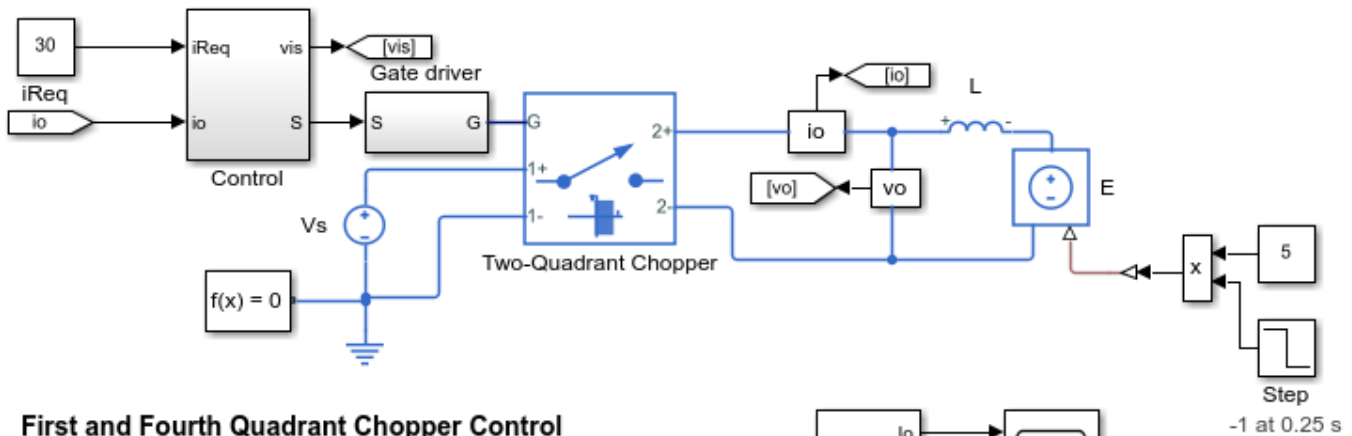 30
iReq
io
iReq
io
vis
S
Control
[vis]
Gate driver
S
G
G
1+
1-
2+
2-
Two-Quadrant Chopper
Vs
f(x) = 0
io
[io]
[vo]
vo
L
+
-
E
x
5
Step
-1 at 0.25 s
First and Fourth Quadrant Chopper Control
Io